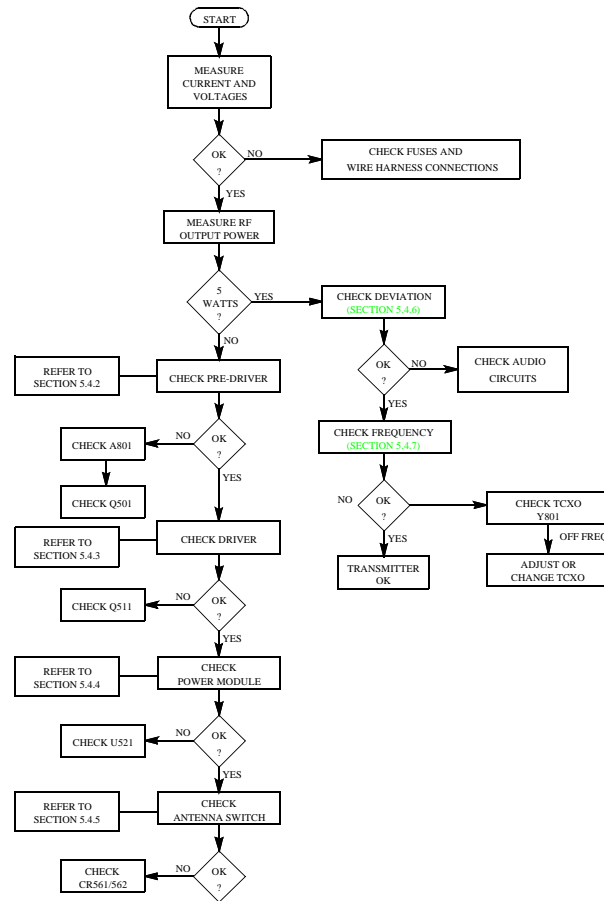 START
MEASURE
CURRENT AND
VOLTAGES
OK
?
NO
CHECK FUSES AND
WIRE HARNESS CONNECTIONS
YES
MEASURE RF
OUTPUT POWER
5
WATTS
?
YES
NO
CHECK DEVIATION
(SECTION 5.4.6)
OK
?
NO
CHECK AUDIO
CIRCUITS
YES
CHECK FREQUENCY
(SECTION 5.4.7)
NO
OK
?
CHECK TCXO
Y801
OFF FREQ
ADJUST OR
CHANGE TCXO
YES
TRANSMITTER
OK
REFER TO
SECTION 5.4.2
CHECK PRE-DRIVER
OK
?
NO
CHECK A801
CHECK Q501
YES
REFER TO
SECTION 5.4.3
CHECK DRIVER
OK
?
NO
CHECK Q511
YES
REFER TO
SECTION 5.4.4
CHECK
POWER MODULE
OK
?
NO
CHECK U521
YES
REFER TO
SECTION 5.4.5
CHECK
ANTENNA SWITCH
OK
?
NO
CHECK
CR561/562